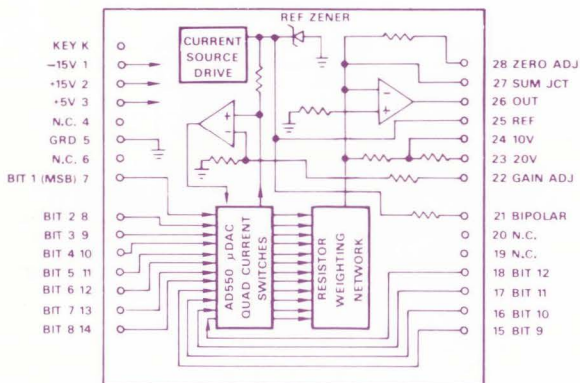 REF ZENER
KEY K
−15V 1
+15V 2
+5V 3
N.C. 4
GRD 5
N.C. 6
BIT 1 (MSB) 7
BIT 2 8
BIT 3 9
BIT 4 10
BIT 5 11
BIT 6 12
BIT 7 13
BIT 8 14
CURRENT
SOURCE
DRIVE
+
−
−
+
AD550 μDAC
QUAD CURRENT
SWITCHES
RESISTOR
WEIGHTING
NETWORK
28 ZERO ADJ
27 SUM JCT
26 OUT
25 REF
24 10V
23 20V
22 GAIN ADJ
21 BIPOLAR
20 N.C.
19 N.C.
18 BIT 12
17 BIT 11
16 BIT 10
15 BIT 9